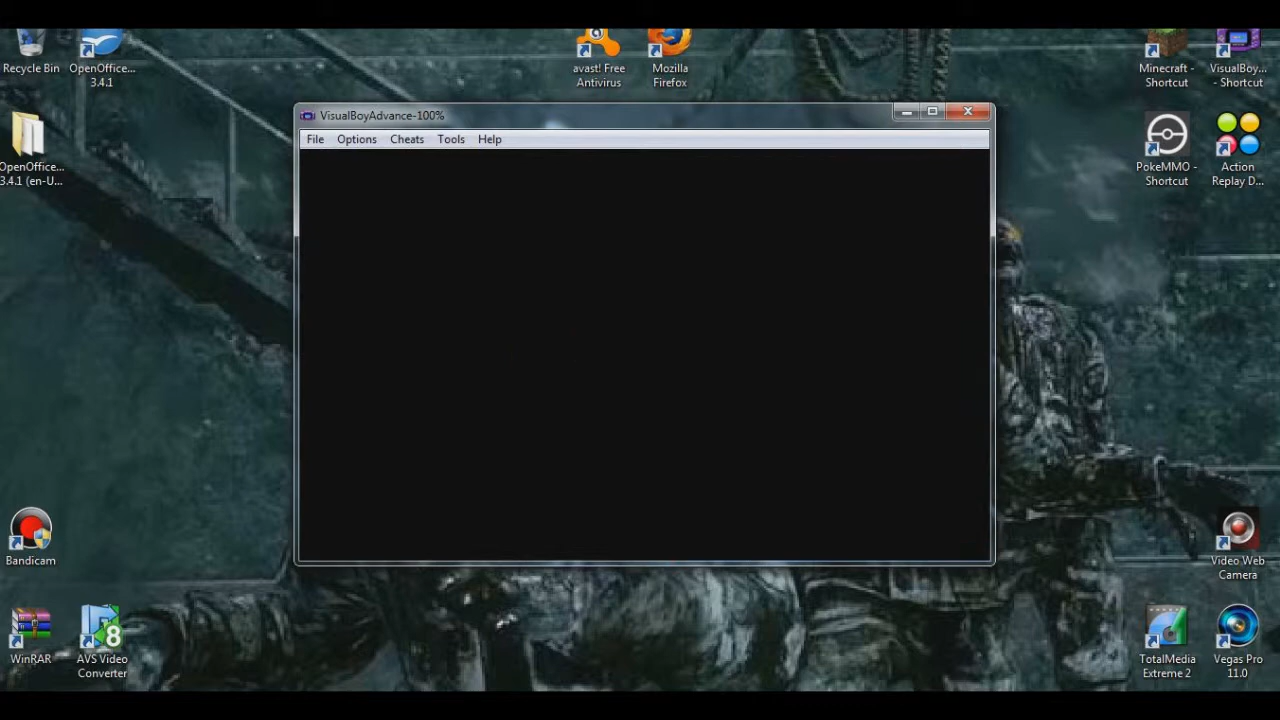 Recycle Bin
OpenOffice...
3.4.1
avast! Free
Antivirus
Mozilla
Firefox
Minecraft -
Shortcut
VisualBoy...
- Shortcut
VisualBoyAdvance-100%
File Options Cheats Tools Help
OpenOffice...
3.4.1 (en-U...
PokeMMO -
Shortcut
Action
Replay D...
Bandicam
Video Web
Camera
WinRAR
8
AVS Video
Converter
TotalMedia
Extreme 2
Vegas Pro
11.0